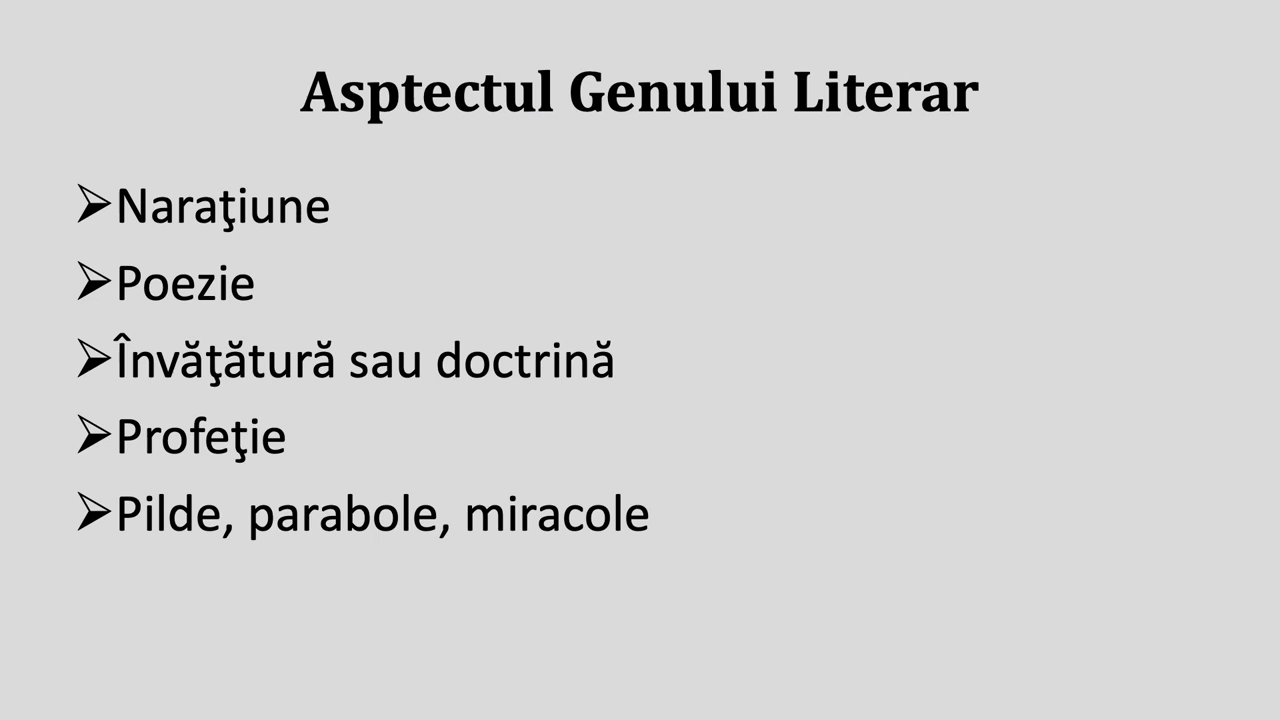 Asptectul Genului Literar
➢Naraţiune
➢Poezie
➢Învăţătură sau doctrină
➢Profeţie
➢Pilde, parabole, miracole